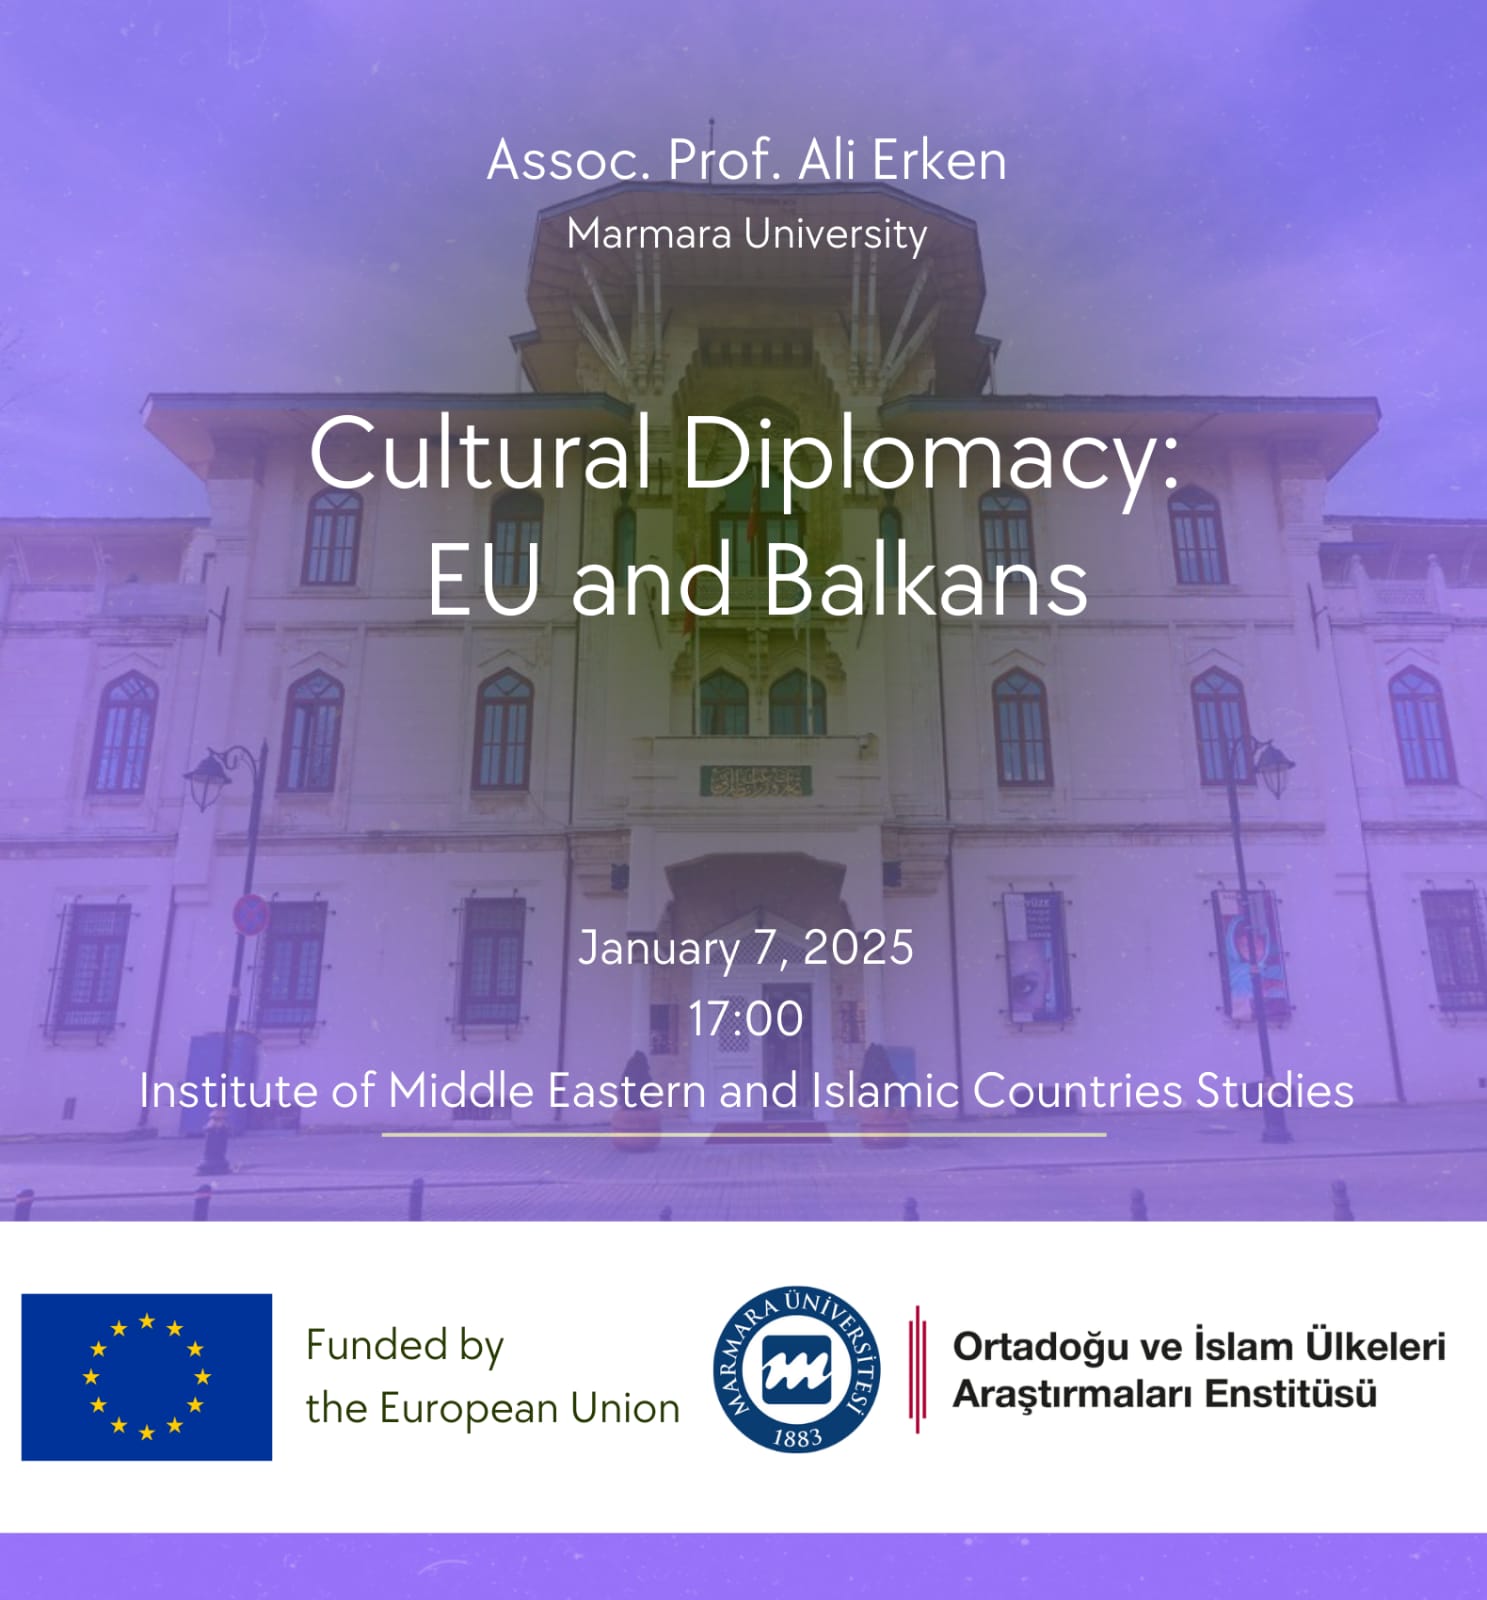 Assoc. Prof. Ali Erken
Marmara University
Cultural Diplomacy:
EU and Balkans
January 7, 2025
17:00
Institute of Middle Eastern and Islamic Countries Studies
Funded by
the European Union
MARMARA ÜNİVERSİTESİ
1883
Ortadoğu ve İslam Ülkeleri
Araştırmaları Enstitüsü